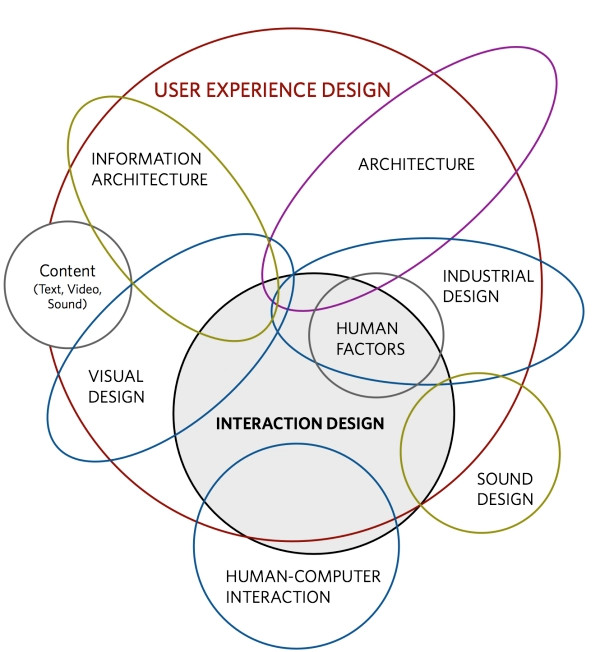 USER EXPERIENCE DESIGN
INFORMATION
ARCHITECTURE
ARCHITECTURE
Content
(Text, Video,
Sound)
INDUSTRIAL
DESIGN
HUMAN
FACTORS
VISUAL
DESIGN
INTERACTION DESIGN
SOUND
DESIGN
HUMAN-COMPUTER
INTERACTION